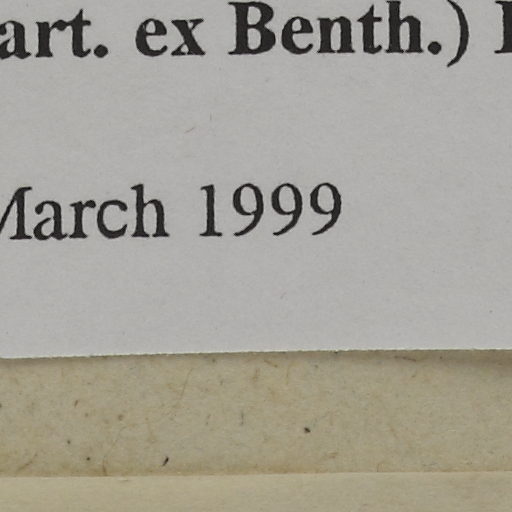 art. ex Benth.)
March 1999